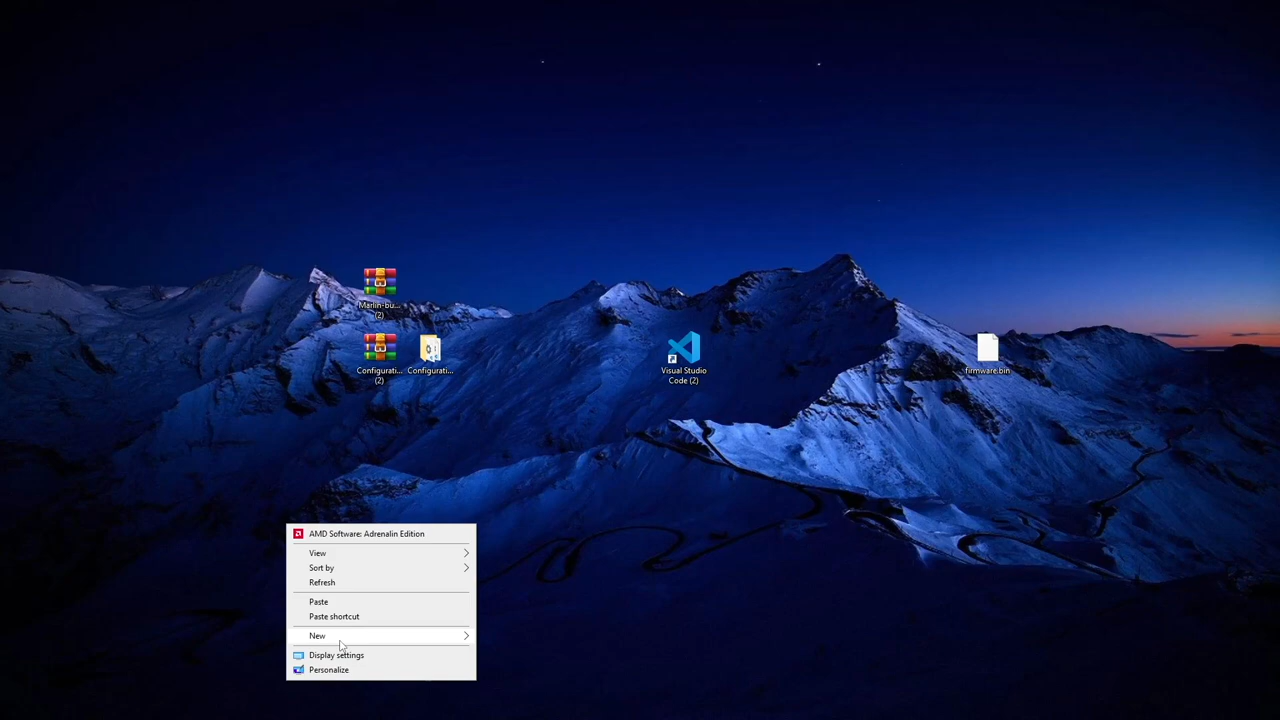 Marlin-bu...
(2)
Configurati...
(2)
Configurati...
Visual Studio
Code (2)
firmware.bin
AMD Software: Adrenalin Edition
View
Sort by
Refresh
Paste
Paste shortcut
New
Display settings
Personalize